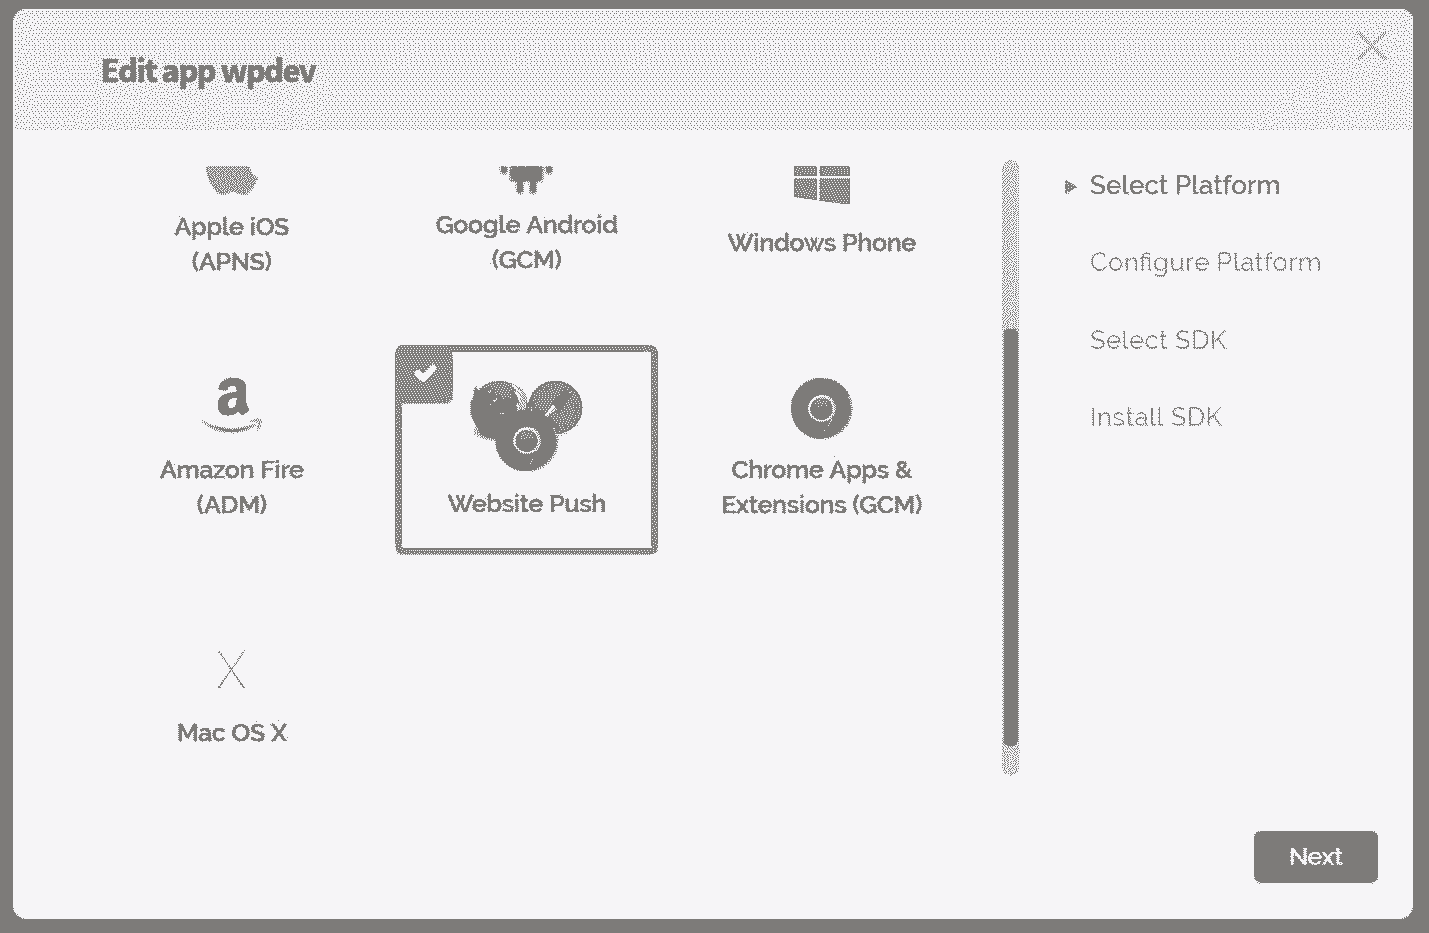 Edit app wpdev
Apple iOS
(APNS)
Google Android
(GCM)
Windows Phone
Amazon Fire
(ADM)
Website Push
Chrome Apps &
Extensions (GCM)
Mac OS X
Select Platform
Configure Platform
Select SDK
Install SDK
Next